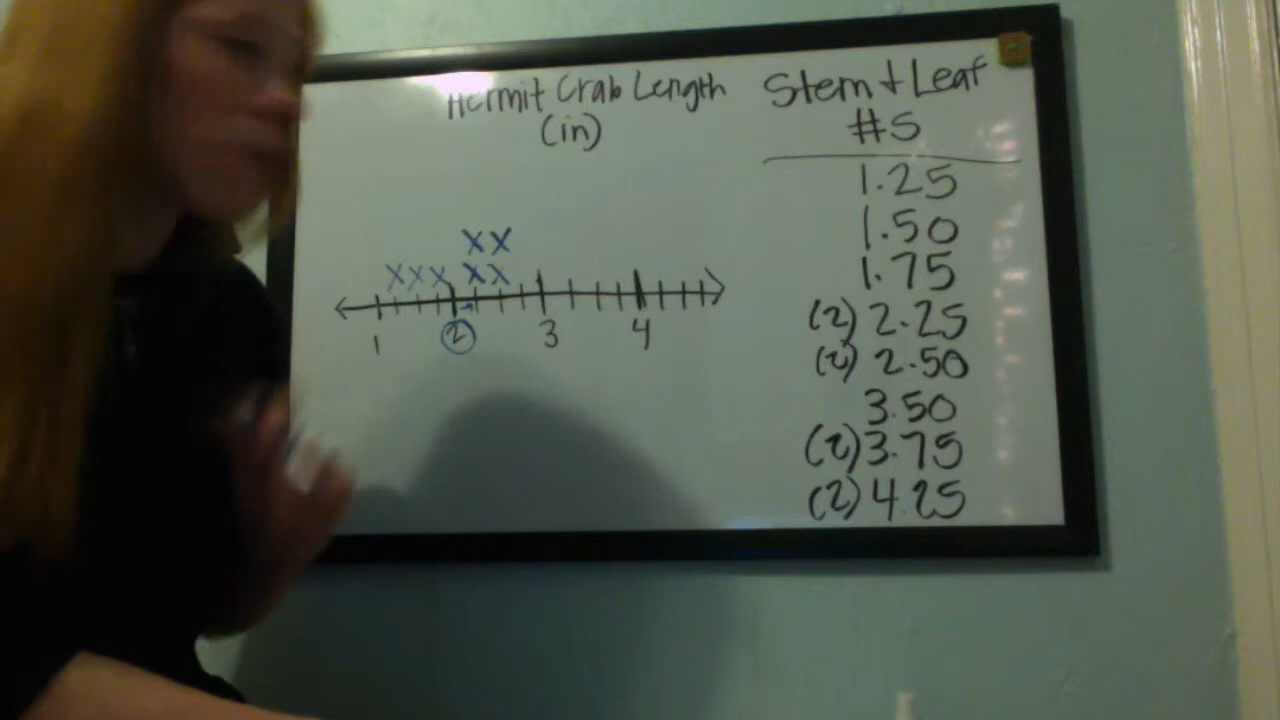 Hermit Crab Length
(in)
X X
X X X X X
1 2 3 4
Stem + Leaf
#s
1.25
1.50
1.75
(2) 2.25
(2) 2.50
3.50
(2) 3.75
(2) 4.25